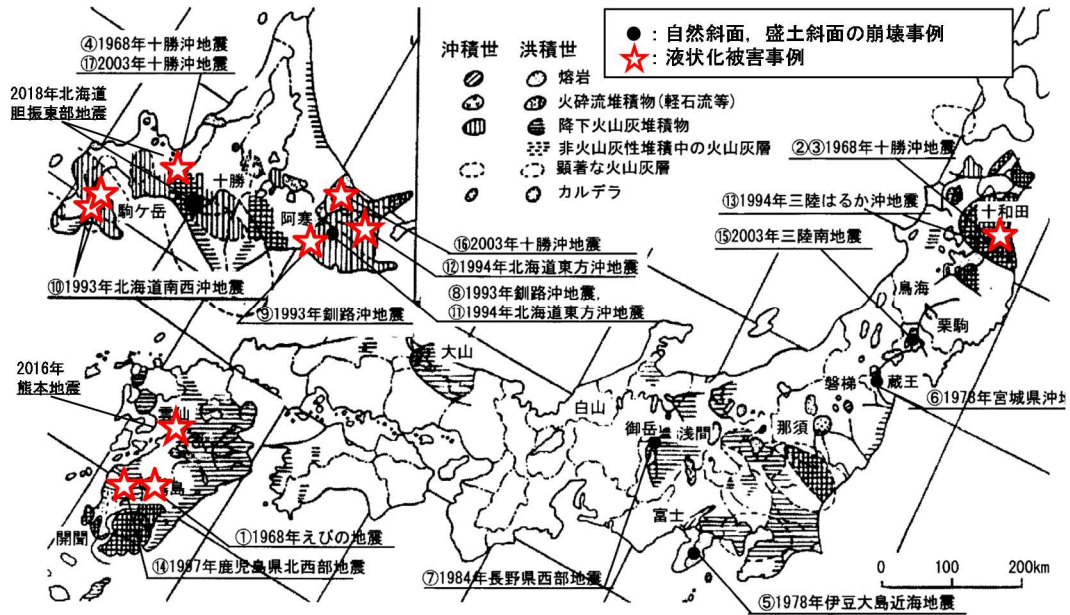 ④1968年十勝沖地震
⑰2003年十勝沖地震
2018年北海道
胆振東部地震
十勝
駒ケ岳
阿寒
⑩1993年北海道南西沖地震
⑨1993年釧路沖地震
⑯2003年十勝沖地震
⑫1994年北海道東方沖地震
⑧1993年釧路沖地震,
⑪1994年北海道東方沖地震
沖積世 洪積世
熔岩
火砕流堆積物(軽石流等)
降下火山灰堆積物
非火山灰性堆積中の火山灰層
顕著な火山灰層
カルデラ
●:自然斜面,盛土斜面の崩壊事例
☆:液状化被害事例
②③1968年十勝沖地震
⑬1994年三陸はるか沖地震
十和田
⑮2003年三陸南地震
鳥海
栗駒
磐梯
蔵王
⑥1978年宮城県沖地
2016年
熊本地震
大山
白山
御岳
浅間
那須
富士
島
開聞
①1968年えびの地震
⑭1997年鹿児島県北西部地震
⑦1984年長野県西部地震
⑤1978年伊豆大島近海地震
0 100 200km